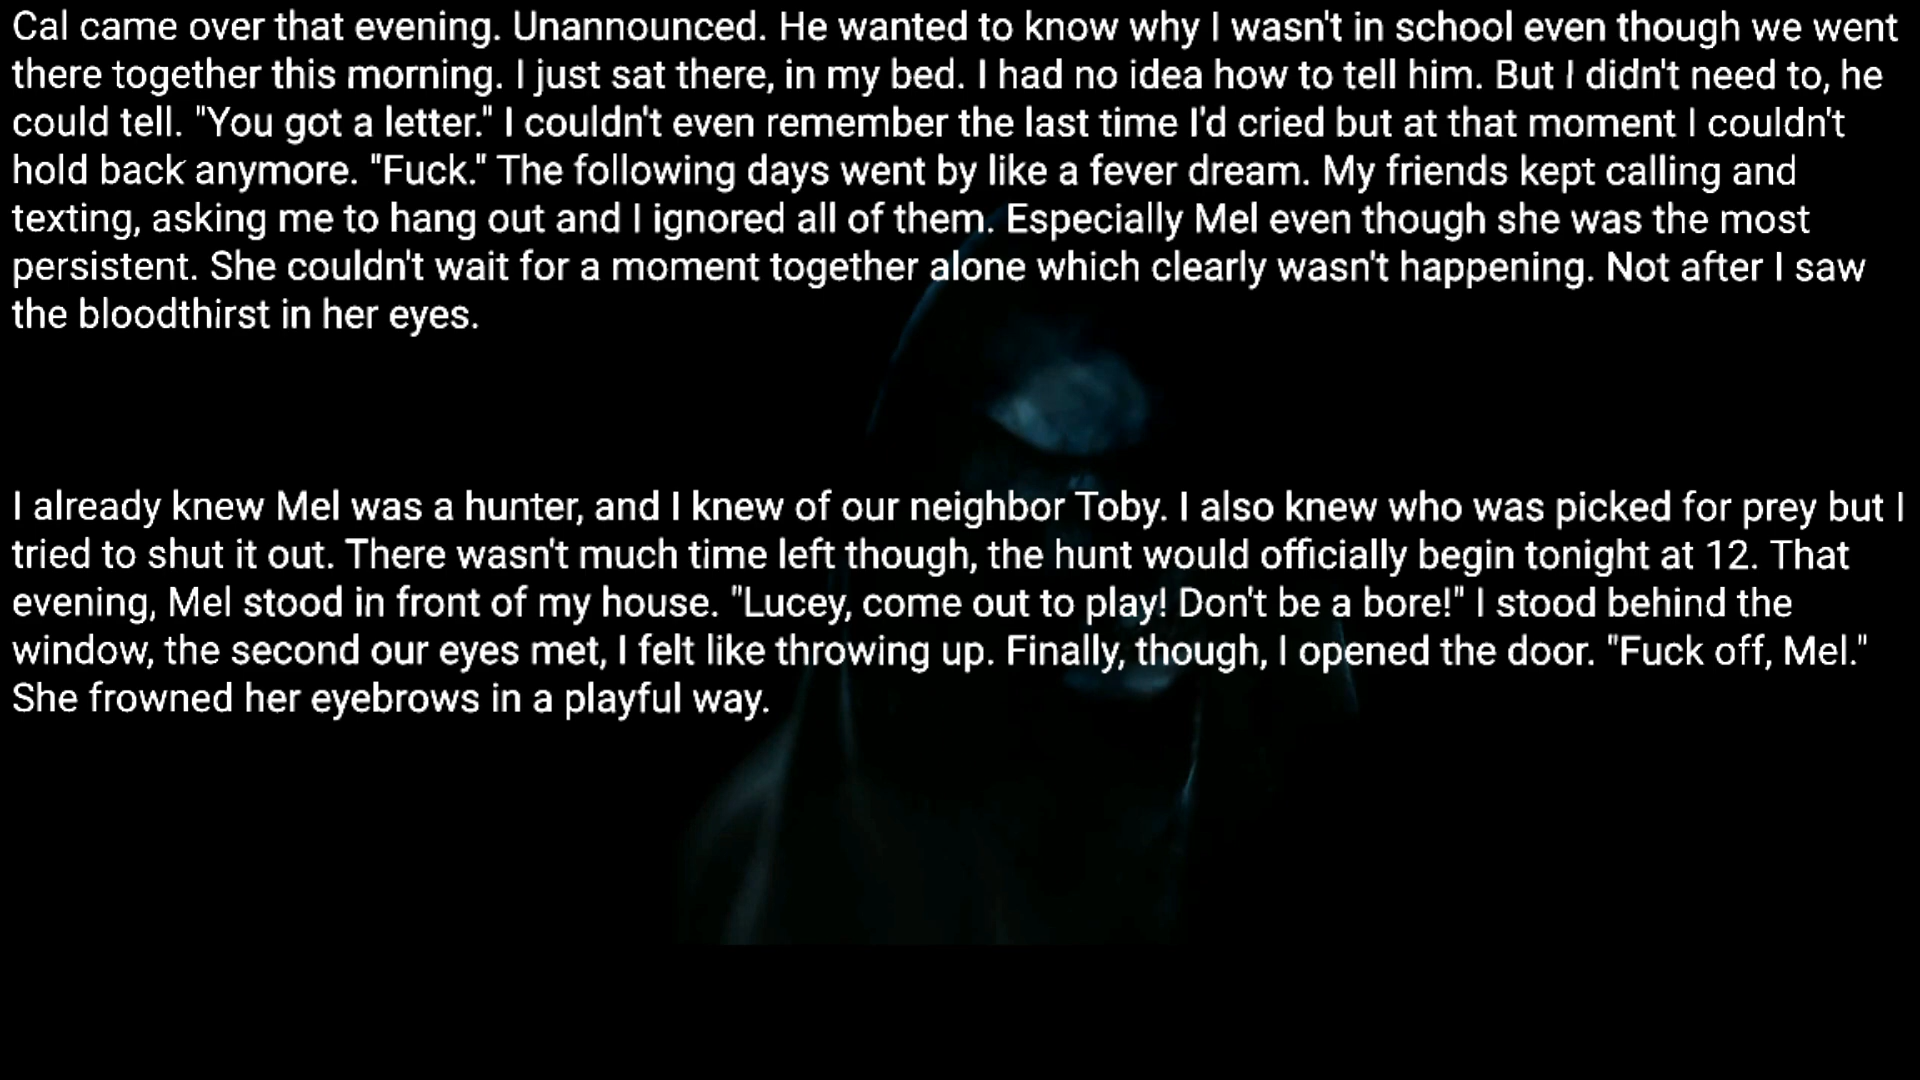 Cal came over that evening. Unannounced. He wanted to know why I wasn't in school even though we went
there together this morning. I just sat there, in my bed. I had no idea how to tell him. But I didn't need to, he
could tell. "You got a letter." I couldn't even remember the last time I'd cried but at that moment I couldn't
hold back anymore. "Fuck." The following days went by like a fever dream. My friends kept calling and
texting, asking me to hang out and I ignored all of them. Especially Mel even though she was the most
persistent. She couldn't wait for a moment together alone which clearly wasn't happening. Not after I saw
the bloodthirst in her eyes.
I already knew Mel was a hunter, and I knew of our neighbor Toby. I also knew who was picked for prey but I
tried to shut it out. There wasn't much time left though, the hunt would officially begin tonight at 12. That
evening, Mel stood in front of my house. "Lucey, come out to play! Don't be a bore!" I stood behind the
window, the second our eyes met, I felt like throwing up. Finally, though, I opened the door. "Fuck off, Mel."
She frowned her eyebrows in a playful way.